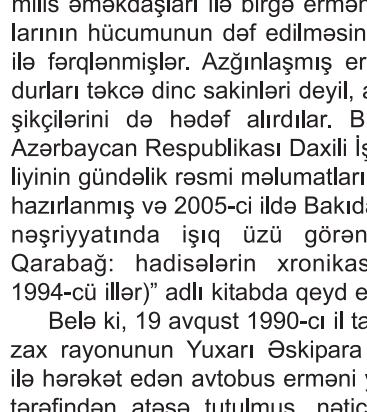 milis əməkdaşları ilə birgə ermən
larının hücumunun dəf edilməsin
ilə fərqlənmişlər. Azğınlaşmış er
durları təkcə dinc sakinləri deyil, a
şikçilərini də hədəf alırdılar. B
Azərbaycan Respublikası Daxili İş
liyinin gündəlik rəsmi məlumatları
hazırlanmış və 2005-ci ildə Bakıda
nəşriyyatında işıq üzü görən
Qarabağ: hadisələrin xronikas
1994-cü illər)” adlı kitabda qeyd e
Belə ki, 19 avqust 1990-cı il ta
zax rayonunun Yuxarı Əskipara
ilə hərəkət edən avtobus erməni y
tərəfindən atəşə tutulmuş, nətic